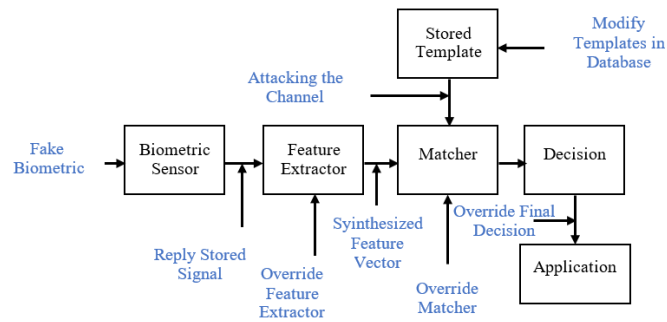 Stored
Template
Modify
Templates in
Database
Attacking the
Channel
Fake
Biometric
Biometric
Sensor
Feature
Extractor
Matcher
Decision
Reply Stored
Signal
Override
Feature
Extractor
Syinthesized
Feature
Vector
Override
Matcher
Override Final
Decision
Application